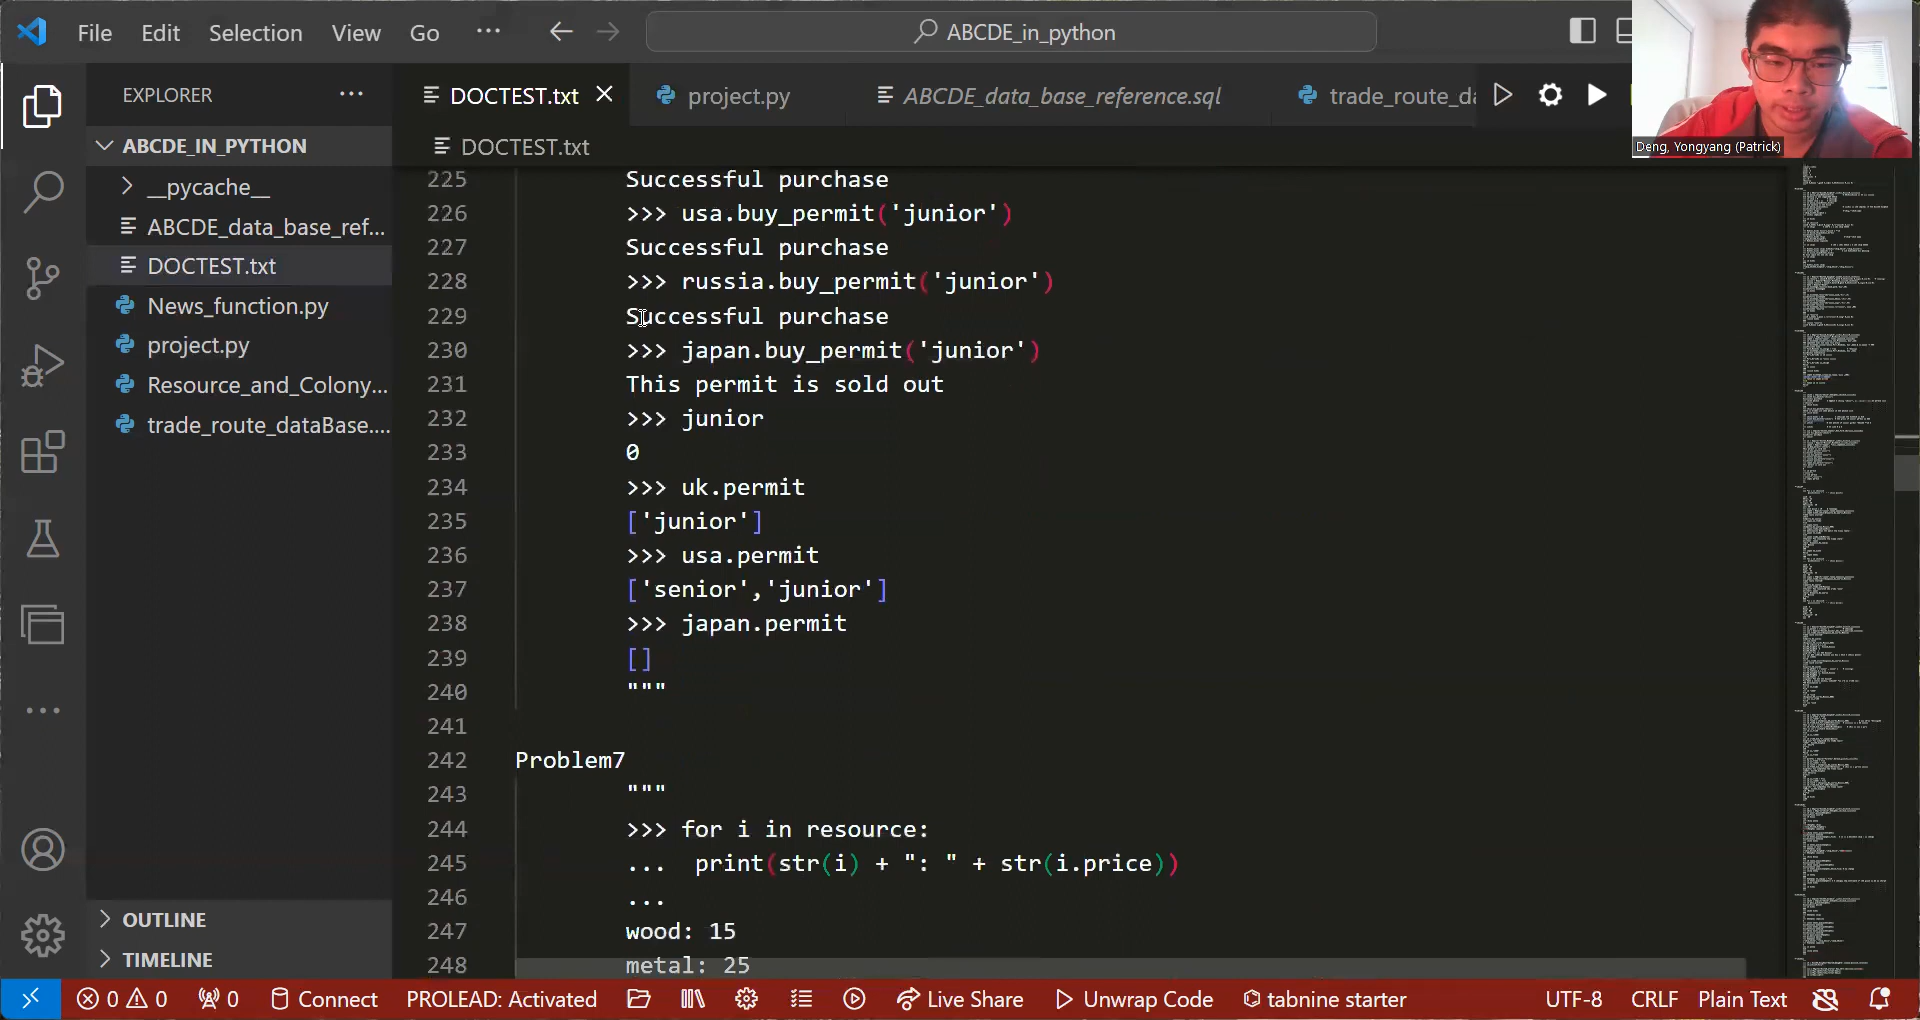 File Edit Selection View Go ... ABCDE_in_python
EXPLORER ...
DOCTEST.txt
project.py
ABCDE_data_base_reference.sql
trade_route_da
Deng, Yongyang (Patrick)
ABCDE_IN_PYTHON
__pycache__
ABCDE_data_base_ref...
DOCTEST.txt
News_function.py
project.py
Resource_and_Colony...
trade_route_dataBase....
OUTLINE
TIMELINE
DOCTEST.txt
225 Successful purchase
226 >>> usa.buy_permit('junior')
227 Successful purchase
228 >>> russia.buy_permit('junior')
229 Successful purchase
230 >>> japan.buy_permit('junior')
231 This permit is sold out
232 >>> junior
233 0
234 >>> uk.permit
235 ['junior']
236 >>> usa.permit
237 ['senior','junior']
238 >>> japan.permit
239 []
240 """
241
242 Problem7
243 """
244 >>> for i in resource:
245 ... print(str(i) + ": " + str(i.price))
246 ...
247 wood: 15
248 metal: 25
0 0 0 Connect PROLEAD: Activated Live Share Unwrap Code tabnine starter UTF-8 CRLF Plain Text